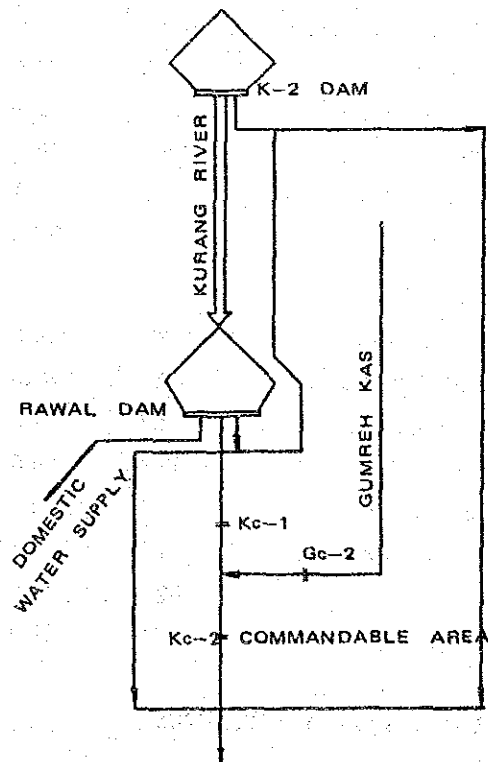 K-2 DAM
KURANG RIVER
GUMREH KAS
RAWAL DAM
DOMESTIC
WATER SUPPLY
Kc-1
Gc-2
Kc-2 COMMANDABLE AREA